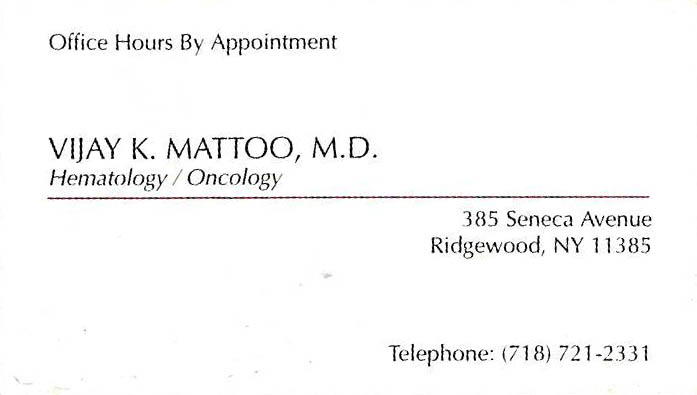 Office Hours By Appointment
VIJAY K. MATTOO, M.D.
Hematology / Oncology
385 Seneca Avenue
Ridgewood, NY 11385
Telephone: (718) 721-2331